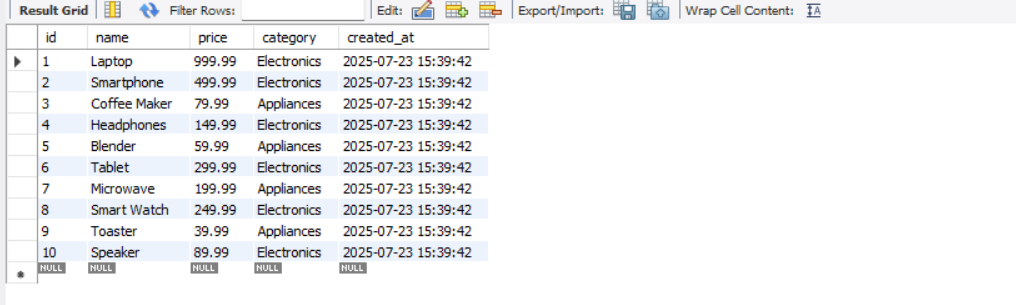 Result Grid Filter Rows: Edit: Export/Import: Wrap Cell Content: IA
id name price category created_at
1 Laptop 999.99 Electronics 2025-07-23 15:39:42
2 Smartphone 499.99 Electronics 2025-07-23 15:39:42
3 Coffee Maker 79.99 Appliances 2025-07-23 15:39:42
4 Headphones 149.99 Electronics 2025-07-23 15:39:42
5 Blender 59.99 Appliances 2025-07-23 15:39:42
6 Tablet 299.99 Electronics 2025-07-23 15:39:42
7 Microwave 199.99 Appliances 2025-07-23 15:39:42
8 Smart Watch 249.99 Electronics 2025-07-23 15:39:42
9 Toaster 39.99 Appliances 2025-07-23 15:39:42
10 Speaker 89.99 Electronics 2025-07-23 15:39:42
NULL NULL NULL NULL NULL